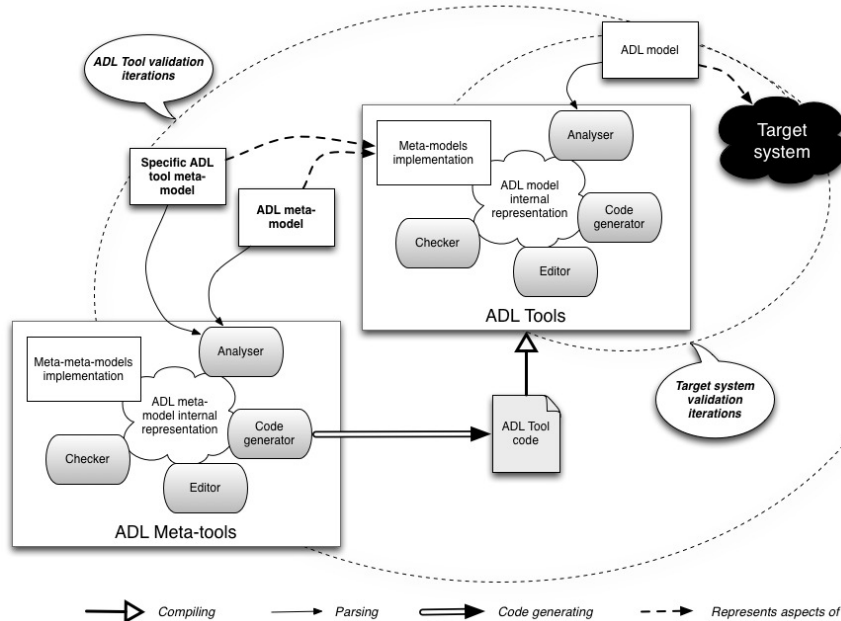 ADL model
ADL Tool validation
iterations
Target
system
Analyser
Meta-models
implementation
Specific ADL
tool meta-
model
ADL model
internal
representation
ADL meta-
model
Code
generator
Checker
Editor
ADL Tools
Analyser
Meta-meta-models
implementation
Target system
validation
iterations
ADL meta-
model internal
representation
ADL Tool
code
Code
generator
Checker
Editor
ADL Meta-tools
Compiling
Parsing
Code generating
Represents aspects of